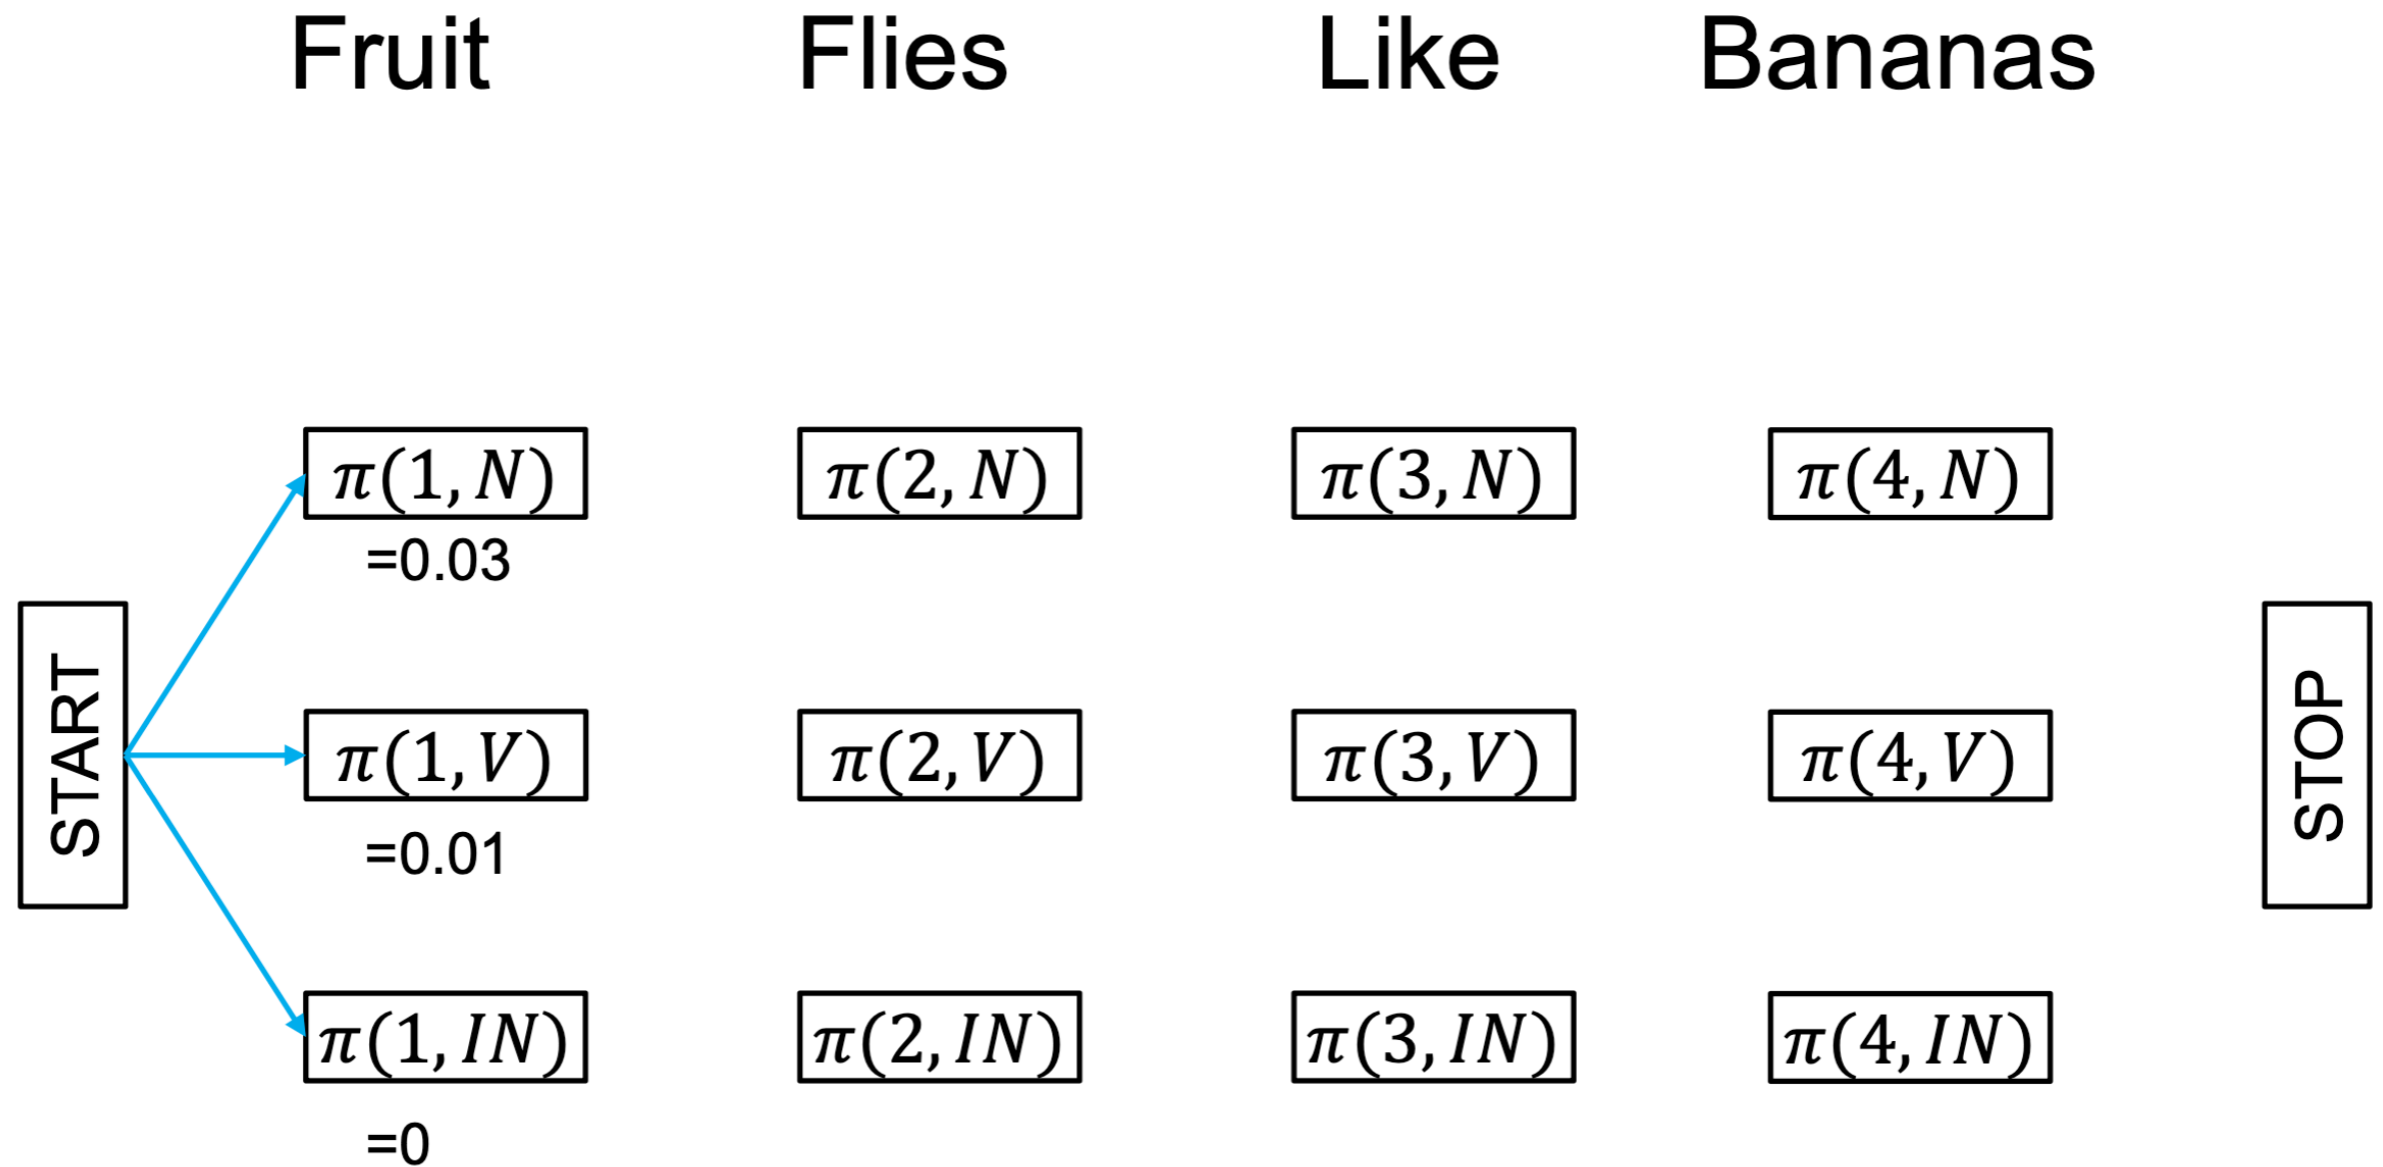 Fruit Flies Like Bananas
π(1, N) π(2, N) π(3, N) π(4, N)
=0.03
START
STOP
π(1, V) π(2, V) π(3, V) π(4, V)
=0.01
π(1, IN) π(2, IN) π(3, IN) π(4, IN)
=0